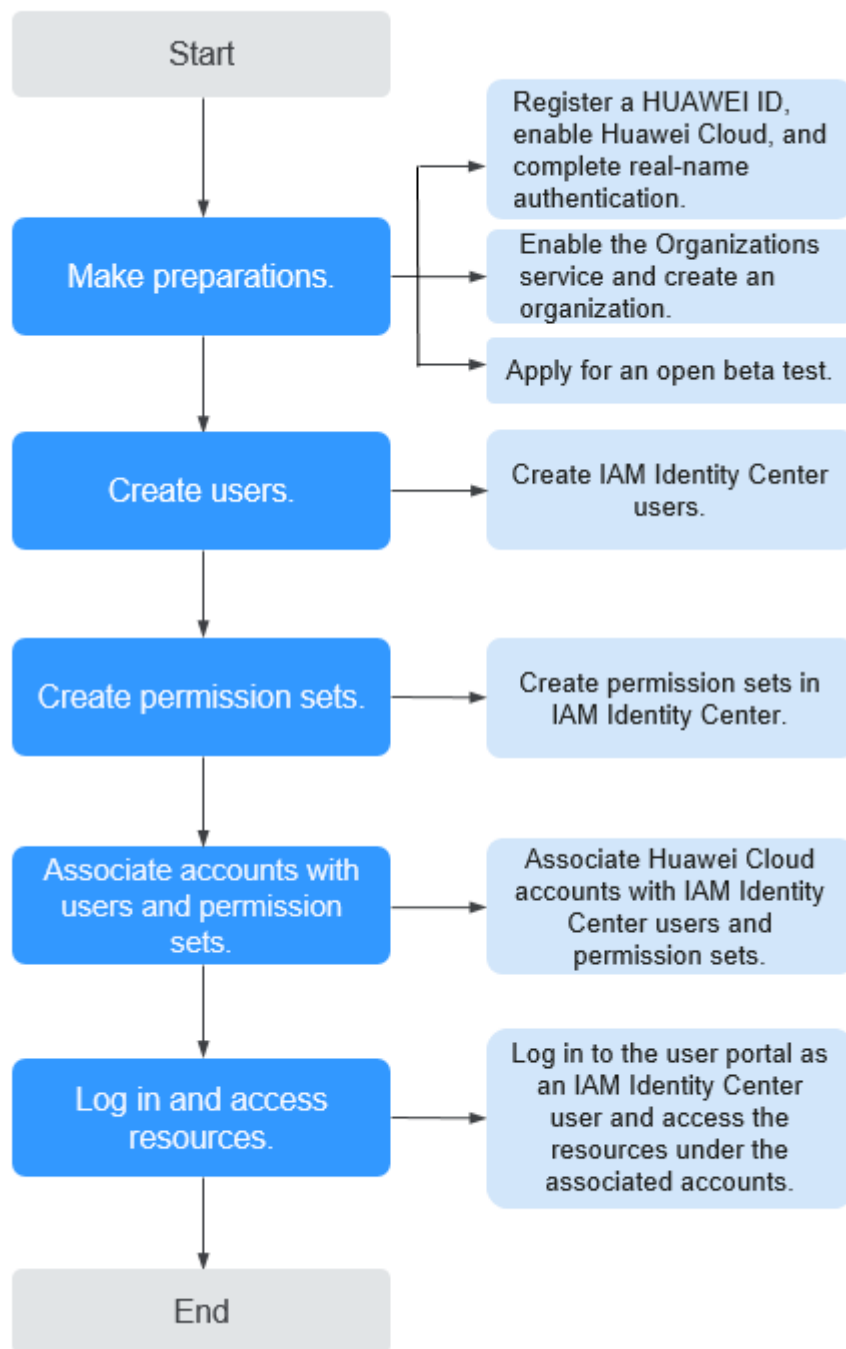 Start
Register a HUAWEI ID,
enable Huawei Cloud, and
complete real-name
authentication.
Make preparations.
Enable the Organizations
service and create an
organization.
Apply for an open beta test.
Create users.
Create IAM Identity Center
users.
Create permission sets.
Create permission sets in
IAM Identity Center.
Associate accounts with
users and permission
sets.
Associate Huawei Cloud
accounts with IAM Identity
Center users and
permission sets.
Log in and access
resources.
Log in to the user portal as
an IAM Identity Center
user and access the
resources under the
associated accounts.
End